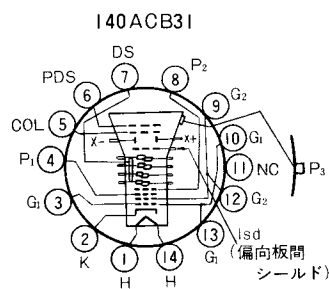 140ACB31
DS
7
8
P₂
PDS
6
9
G₂
COL
5
X-
X+
10
G₁
P₁
4
11
NC
P₃
G₁
3
12
G₂
2
K
13
G₁
Isd
(偏向板間
シールド)
1
14
H
H